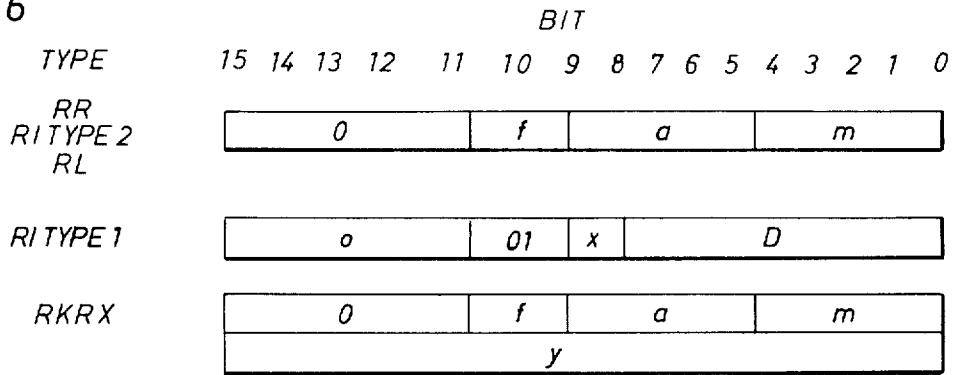 6
BIT
TYPE 15 14 13 12 11 10 9 8 7 6 5 4 3 2 1 0
RR
RI TYPE 2
RL
0 f a m
RI TYPE 1 o 01 x D
RKRX 0 f a m
y